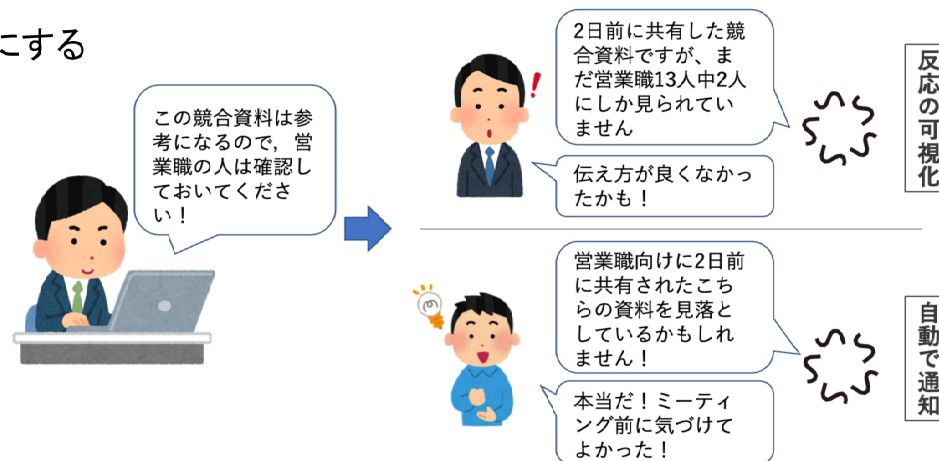 にする
この競合資料は参
考になるので，営
業職の人は確認し
ておいてくださ
い！
2日前に共有した競
合資料ですが、ま
だ営業職13人中2人
にしか見られてい
ません
伝え方が良くなかっ
たかも！
反応の可視化
営業職向けに2日前
に共有されたこち
らの資料を見落と
しているかもしれ
ません！
本当だ！ミーティ
ング前に気づけて
よかった！
自動で通知